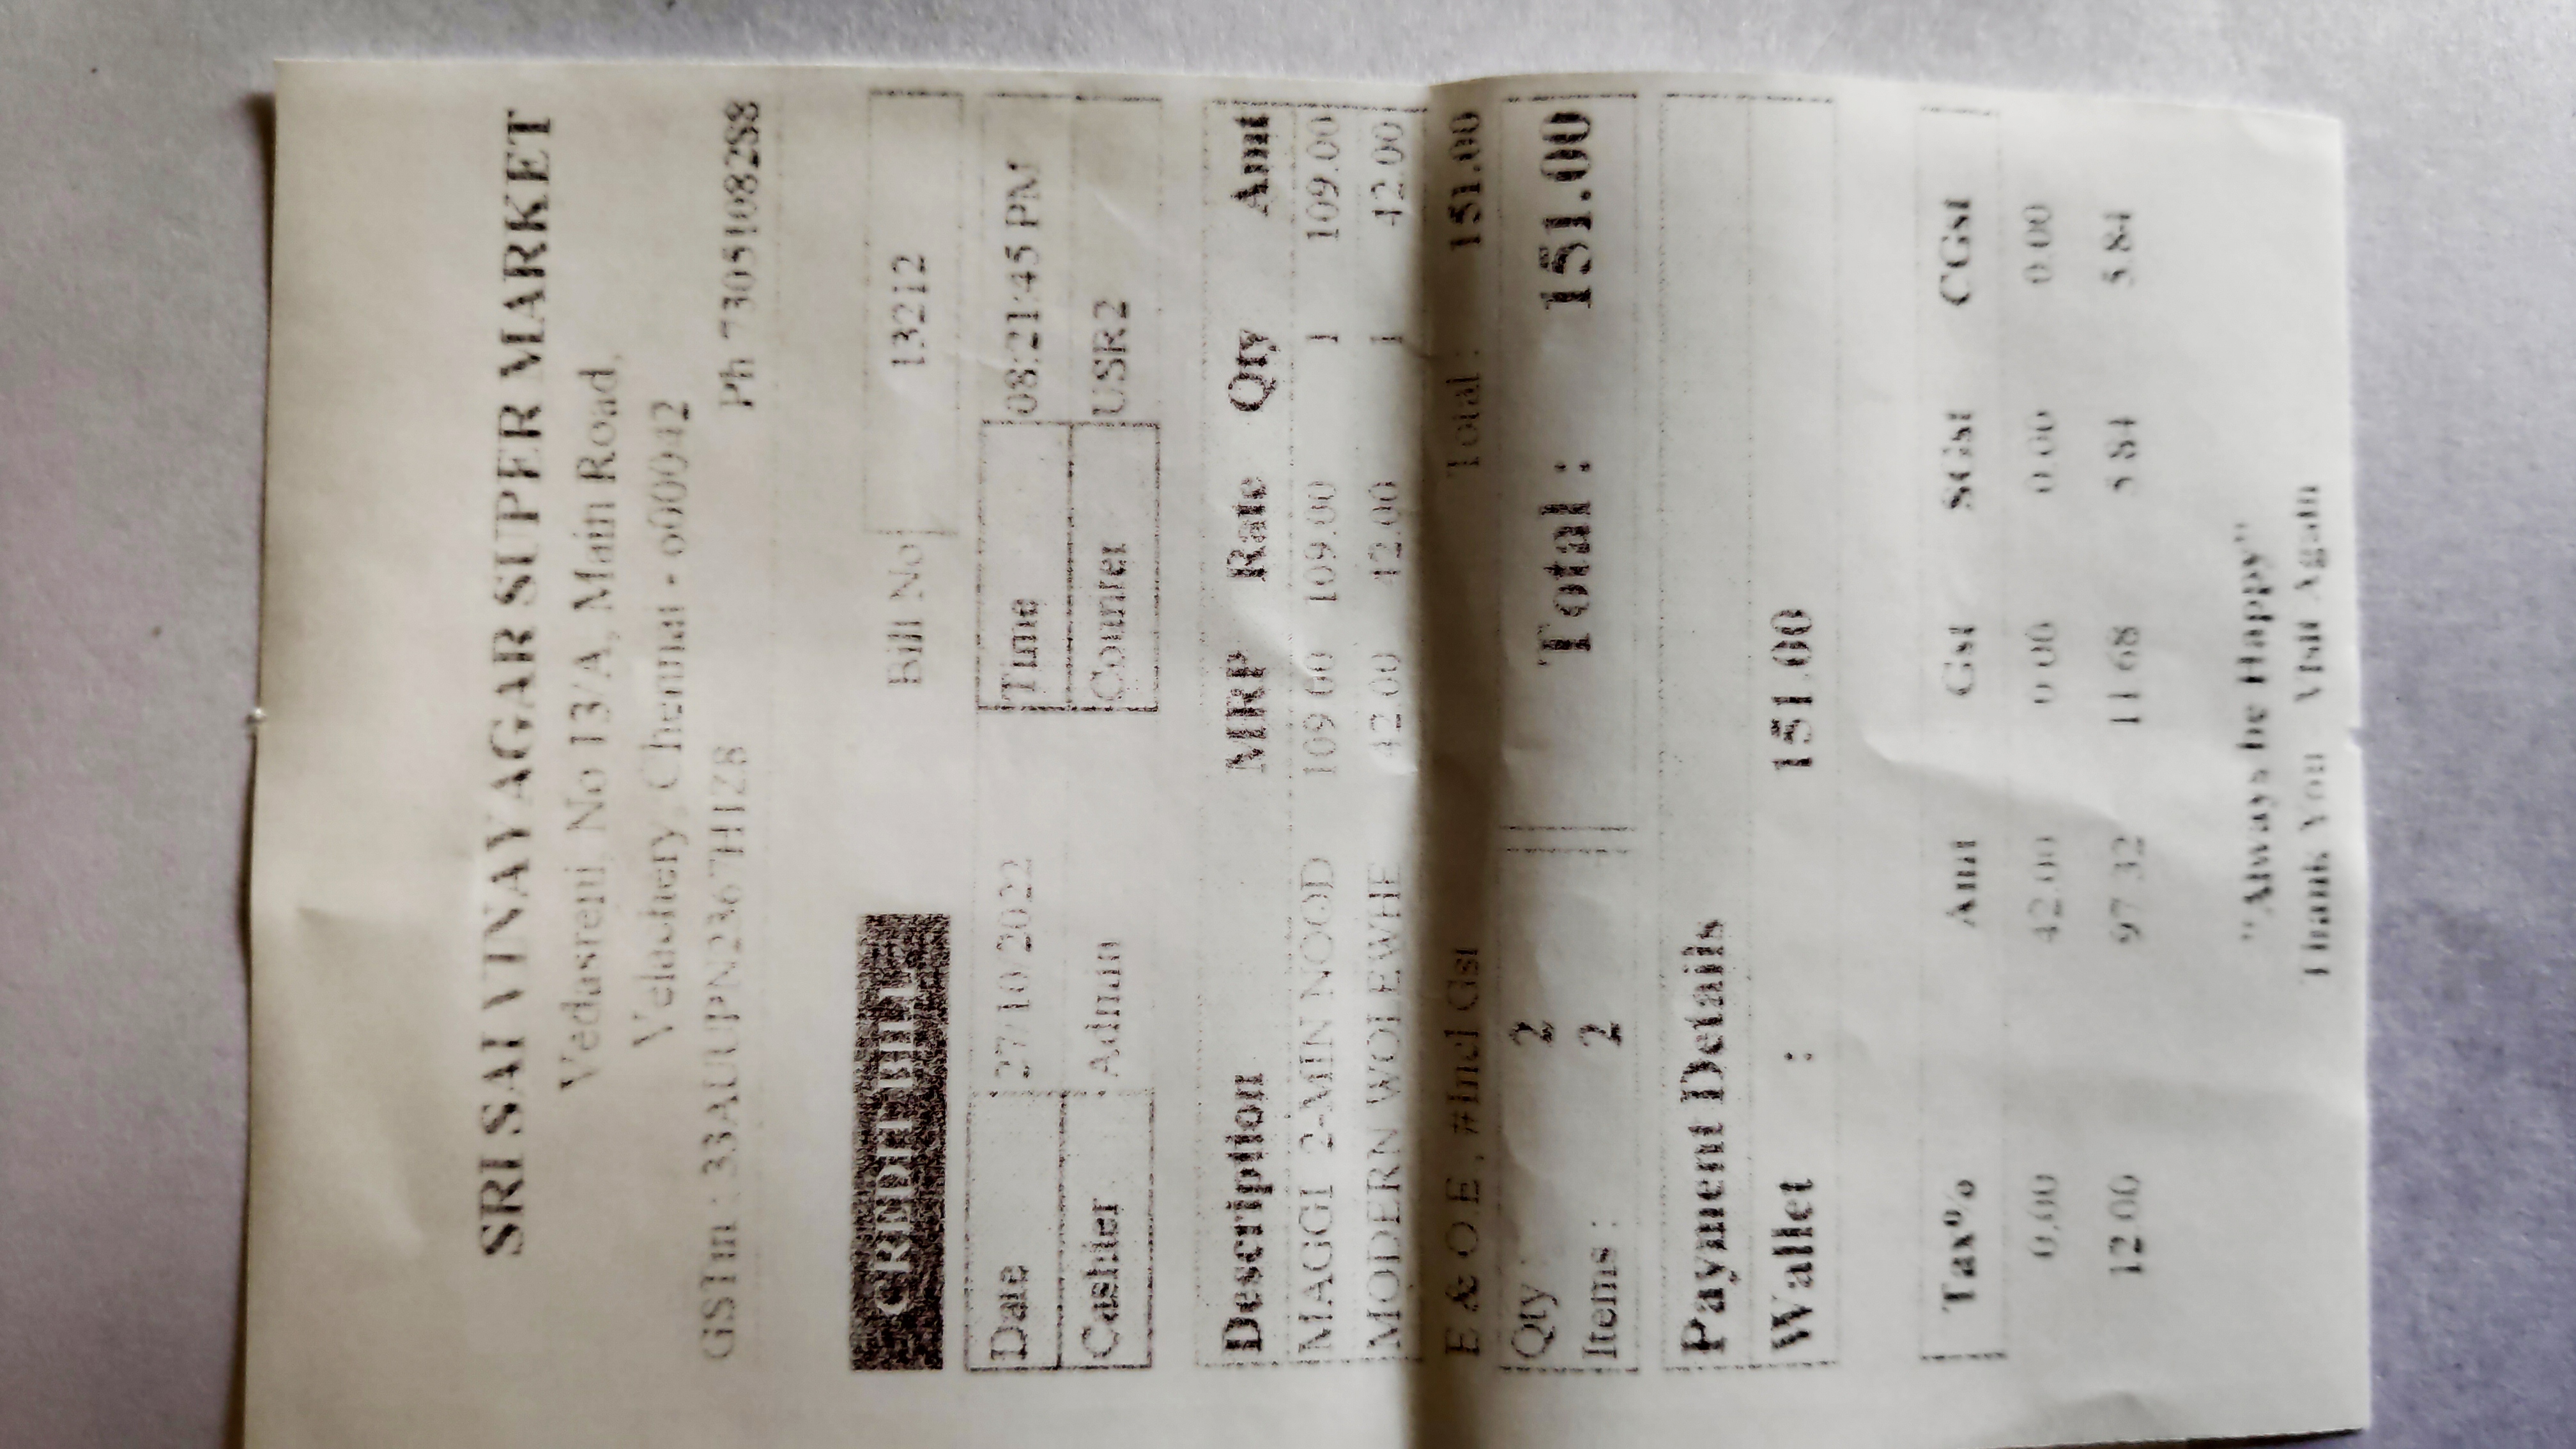 SRI SAI VINAYAGAR SUPER MARKET
Vedasreni, No 13/A, Main Road,
Velachery, Chennai - 600042
GSTin : 33AUUPN2367H1Z8 Ph 7305108288
CREDIT BILL Bill No 13212
Date : 27/10/2022 Time 08:21:45 PM
Cashier : Admin Counter USR2
Description MRP Rate Qty Amt
MAGGI 2-MIN NOOD 109.00 109.00 1 109.00
MODERN WOLEWHE 42.00 42.00 1 42.00
E & O.E , #Incl Gst Total : 151.00
Qty : 2
Total : 151.00
Items : 2
Payment Details
Wallet : 151.00
Tax% Amt Gst SGst CGst
0.00 42.00 0.00 0.00 0.00
12.00 97.32 11.68 5.84 5.84
"Always be Happy"
Thank You Visit Again